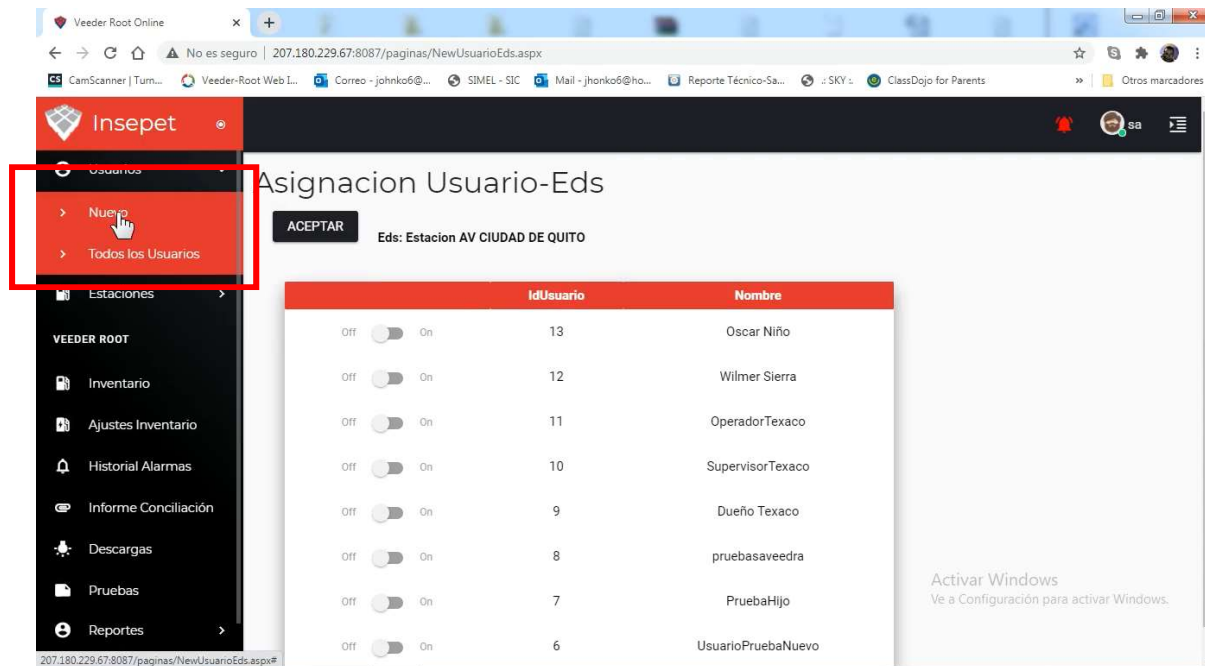 Veeder Root Online
No es seguro | 207.180.229.67:8087/paginas/NewUsuarioEds.aspx
CS CamScanner | Turn... Veeder-Root Web I... Correo - johnko6@... SIMEL - SIC Mail - jhonko6@ho... Reporte Técnico-Sa... .: SKY :. ClassDojo for Parents » Otros marcadores
Insepet
sa
Usuarios
Nuevo
Todos los Usuarios
Estaciones
VEEDER ROOT
Inventario
Ajustes Inventario
Historial Alarmas
Informe Conciliación
Descargas
Pruebas
Reportes
207.180.229.67:8087/paginas/NewUsuarioEds.aspx#
Asignacion Usuario-Eds
ACEPTAR
Eds: Estacion AV CIUDAD DE QUITO
IdUsuario Nombre
Off On 13 Oscar Niño
Off On 12 Wilmer Sierra
Off On 11 OperadorTexaco
Off On 10 SupervisorTexaco
Off On 9 Dueño Texaco
Off On 8 pruebasaveedra
Off On 7 PruebaHijo
Off On 6 UsuarioPruebaNuevo
Activar Windows
Ve a Configuración para activar Windows.